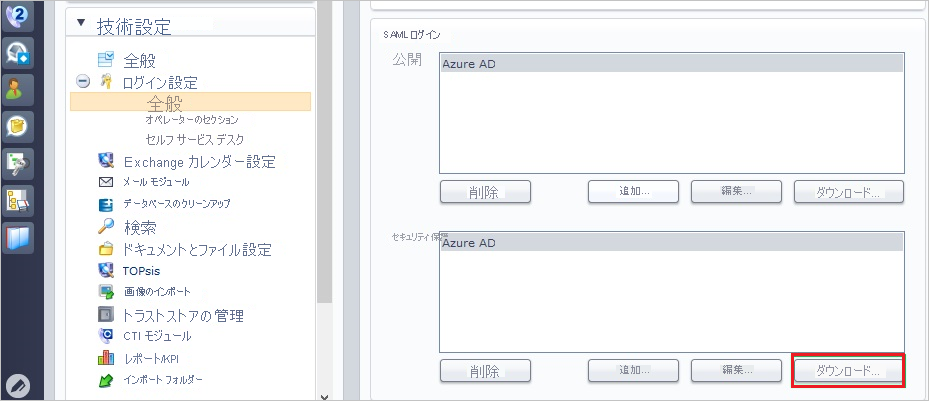 技術設定
全般
ログイン設定
全般
オペレーターのセクション
セルフ サービス デスク
Exchange カレンダー設定
メール モジュール
データベースのクリーンアップ
検索
ドキュメントとファイル設定
TOPsis
画像のインポート
トラストストアの管理
CTI モジュール
レポート/KPI
インポート フォルダー
SAML ログイン
公開
Azure AD
削除
追加...
編集...
ダウンロード...
セキュリティ保護
Azure AD
削除
追加...
編集...
ダウンロード...